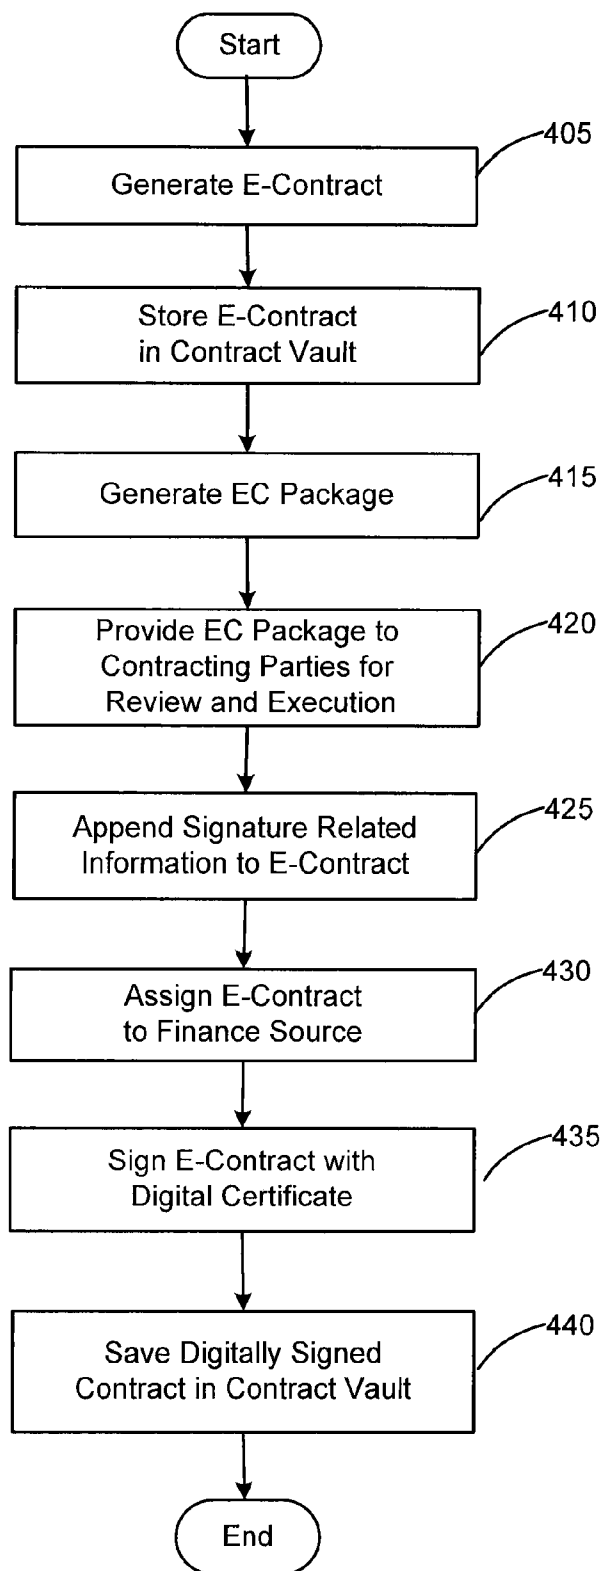 Start
405
Generate E-Contract
410
Store E-Contract
in Contract Vault
415
Generate EC Package
420
Provide EC Package to
Contracting Parties for
Review and Execution
425
Append Signature Related
Information to E-Contract
430
Assign E-Contract
to Finance Source
435
Sign E-Contract with
Digital Certificate
440
Save Digitally Signed
Contract in Contract Vault
End